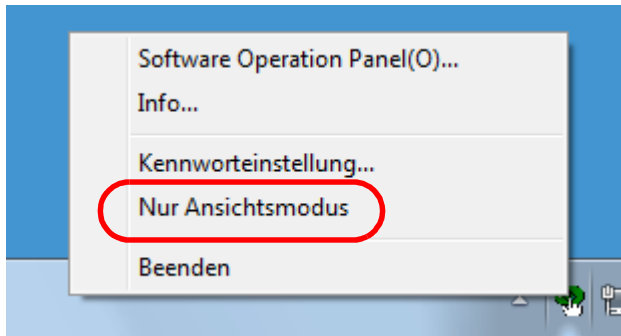 Software Operation Panel(O)...
Info...
Kennworteinstellung...
Nur Ansichtsmodus
Beenden